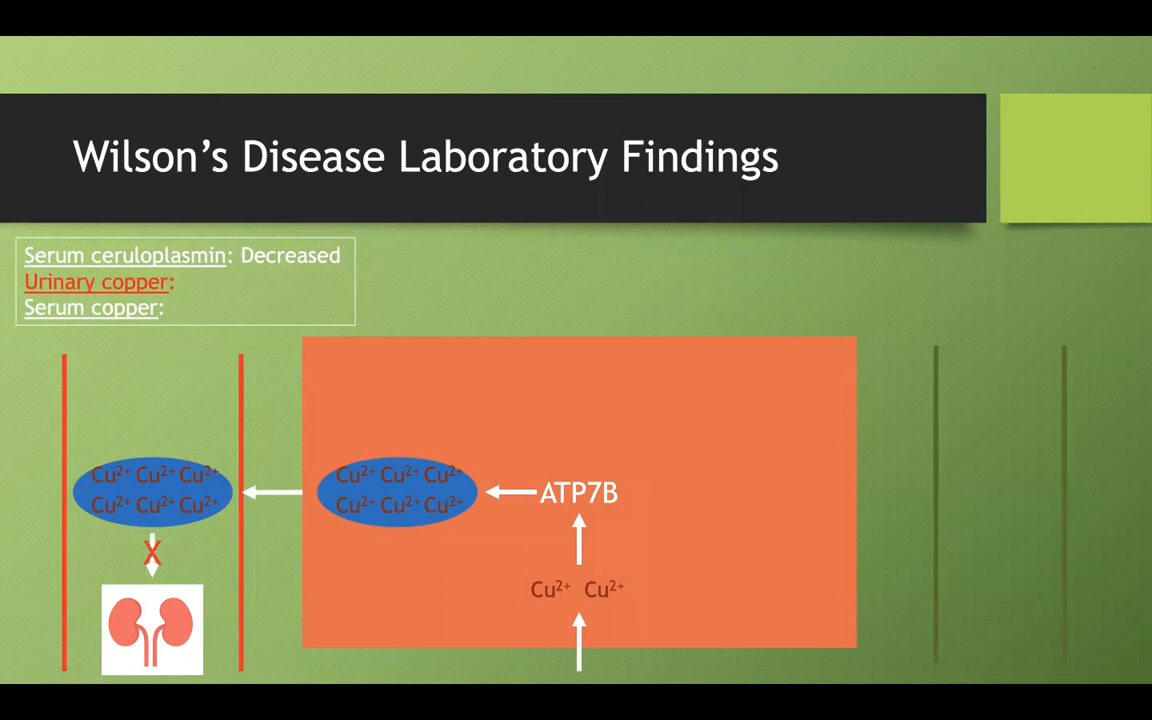 Wilson’s Disease Laboratory Findings
Serum ceruloplasmin: Decreased
Urinary copper:
Serum copper:
Cu²⁺ Cu²⁺ Cu²⁺
Cu²⁺ Cu²⁺ Cu²⁺
Cu²⁺ Cu²⁺ Cu²⁺
Cu²⁺ Cu²⁺ Cu²⁺
ATP7B
X
Cu²⁺ Cu²⁺